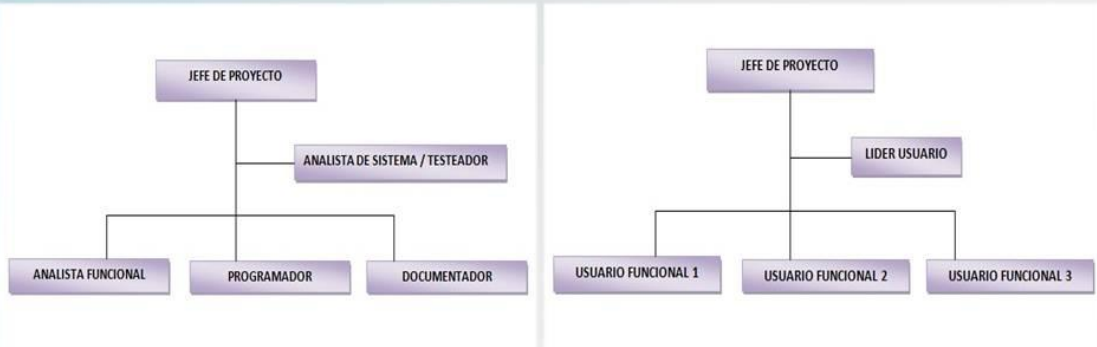 JEFE DE PROYECTO
ANALISTA DE SISTEMA / TESTEADOR
ANALISTA FUNCIONAL
PROGRAMADOR
DOCUMENTADOR
JEFE DE PROYECTO
LIDER USUARIO
USUARIO FUNCIONAL 1
USUARIO FUNCIONAL 2
USUARIO FUNCIONAL 3